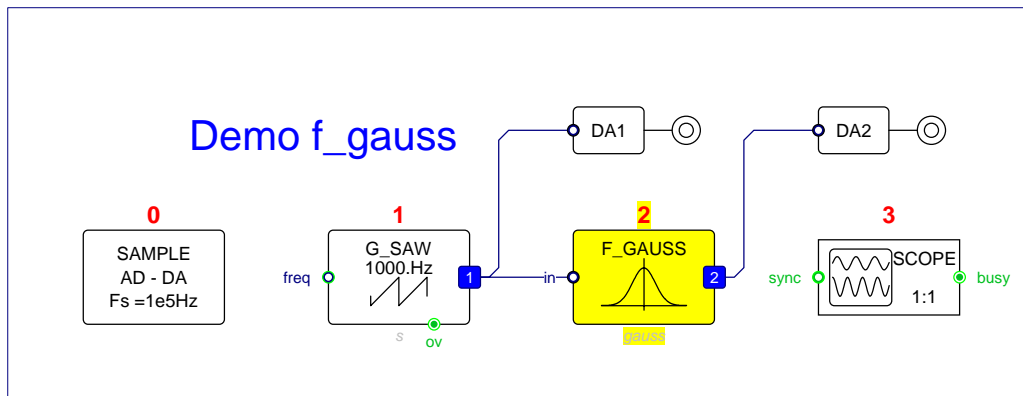 DA1
DA2
Demo f_gauss
0
1
2
3
SAMPLE
AD - DA
Fs =1e5Hz
freq
G_SAW
1000.Hz
1
s
ov
in
F_GAUSS
2
gauss
sync
SCOPE
1:1
busy